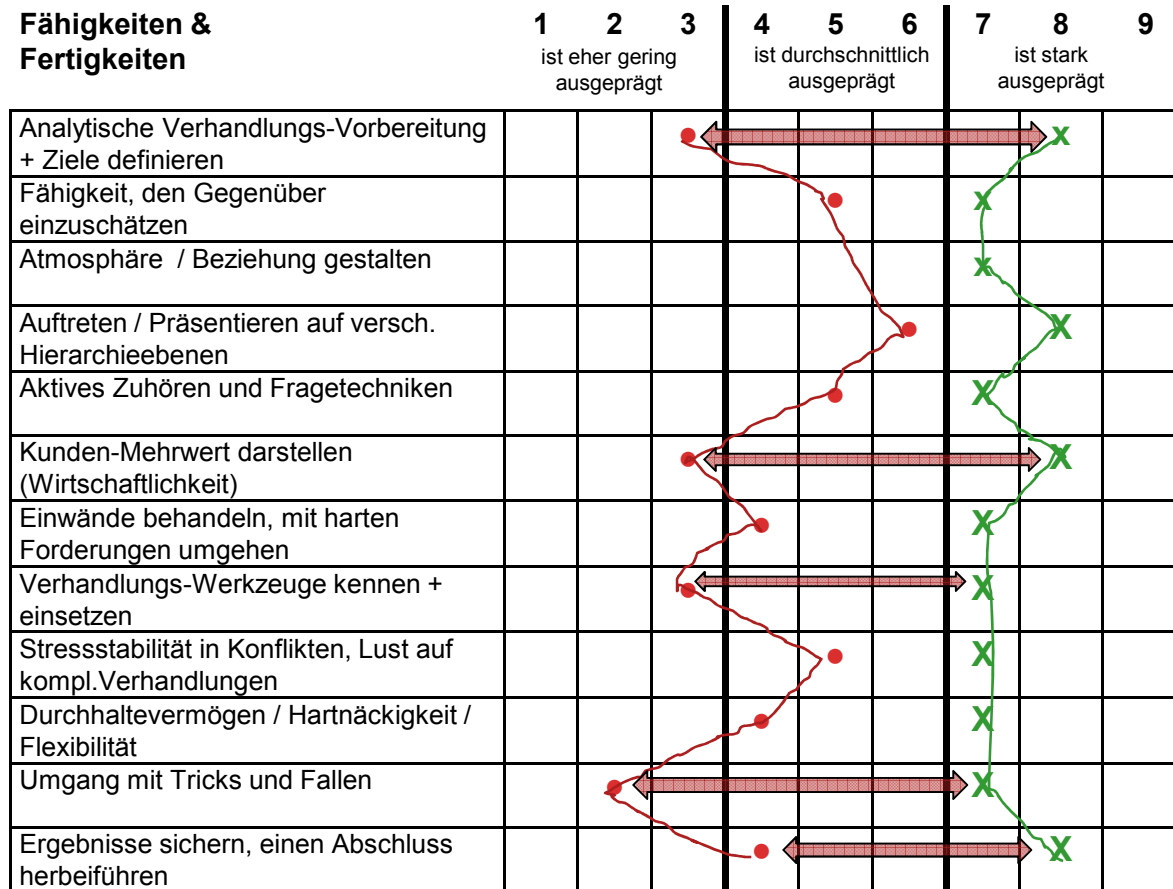 Fähigkeiten &
Fertigkeiten
1 2 3 4 5 6 7 8 9
ist eher gering
ausgeprägt
ist durchschnittlich
ausgeprägt
ist stark
ausgeprägt
Analytische Verhandlungs-Vorbereitung
+ Ziele definieren
Fähigkeit, den Gegenüber
einzuschätzen
Atmosphäre / Beziehung gestalten
Auftreten / Präsentieren auf versch.
Hierarchieebenen
Aktives Zuhören und Fragetechniken
Kunden-Mehrwert darstellen
(Wirtschaftlichkeit)
Einwände behandeln, mit harten
Forderungen umgehen
Verhandlungs-Werkzeuge kennen +
einsetzen
Stressstabilität in Konflikten, Lust auf
kompl.Verhandlungen
Durchhaltevermögen / Hartnäckigkeit /
Flexibilität
Umgang mit Tricks und Fallen
Ergebnisse sichern, einen Abschluss
herbeiführen